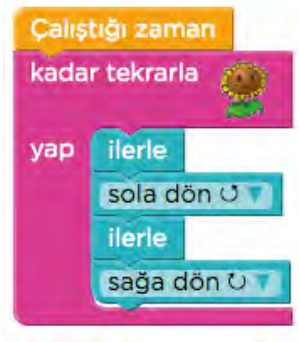 Çalıştığı zaman
kadar tekrarla
yap
ilerle
sola dön
ilerle
sağa dön